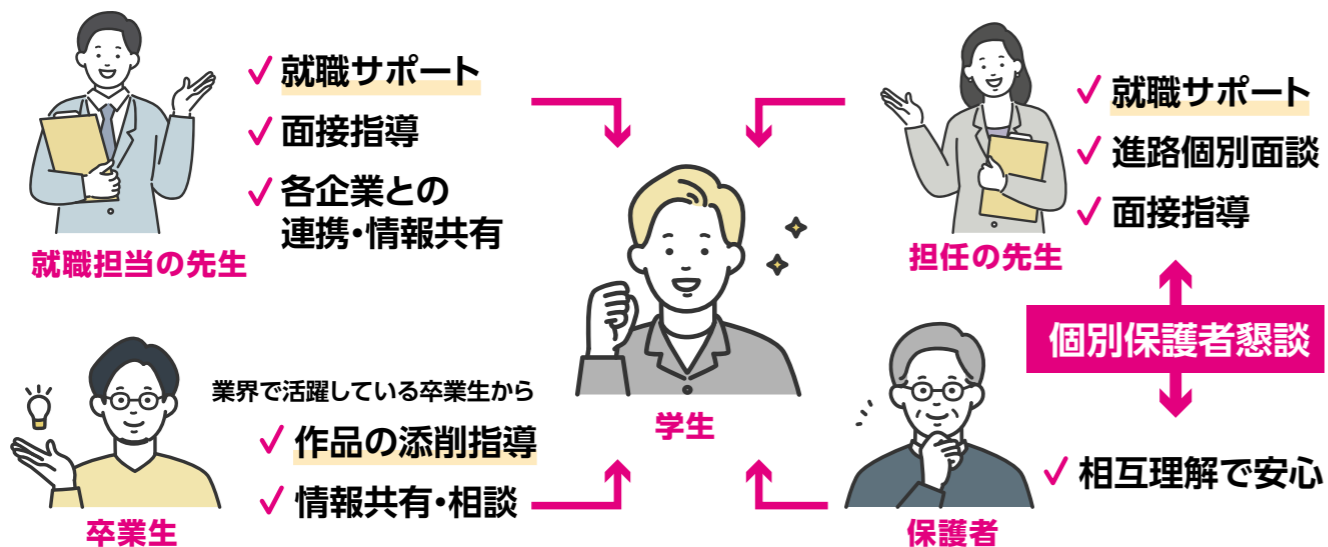 就職サポート
面接指導
各企業との
連携・情報共有
就職担当の先生
就職サポート
進路個別面談
面接指導
担任の先生
個別保護者懇談
学生
業界で活躍している卒業生から
作品の添削指導
情報共有・相談
卒業生
相互理解で安心
保護者